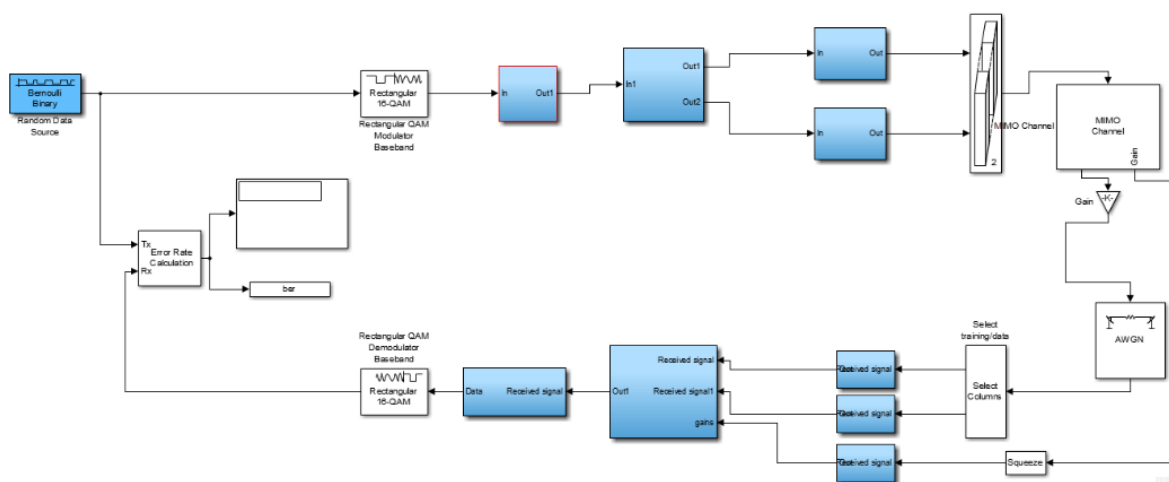 Bernoulli
Binary
Random Data
Source
Rectangular
16-QAM
Rectangular QAM
Modulator
Baseband
In
Out1
In1
Out1
Out2
In
Out
In
Out
2
MIMO Channel
MIMO
Channel
Gain
Gain
-K-
AWGN
Tx
Rx
Error Rate
Calculation
ber
Rectangular QAM
Demodulator
Baseband
Rectangular
16-QAM
Data
Received signal
Out1
Received signal
Received signal1
gains
Received signal
Received signal
Received signal
Select
training/data
Select
Columns
Squeeze